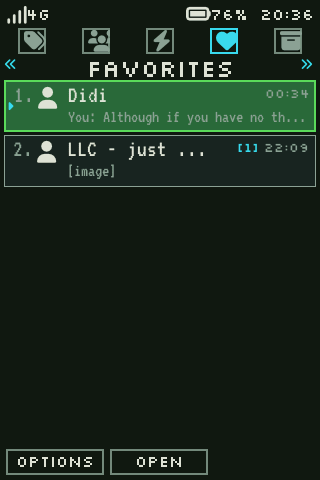 4G 76% 20:36
« FAVORITES »
1. Didi 00:34
You: Although if you have no th...
2. LLC - just ... [1] 22:09
[image]
OPTIONS OPEN